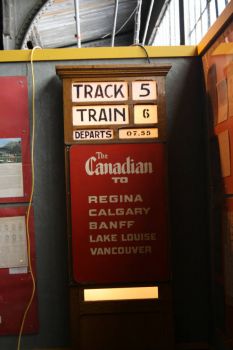 TRACK 5
TRAIN 6
DEPARTS 07.55
The Canadian
TO
REGINA
CALGARY
BANFF
LAKE LOUISE
VANCOUVER